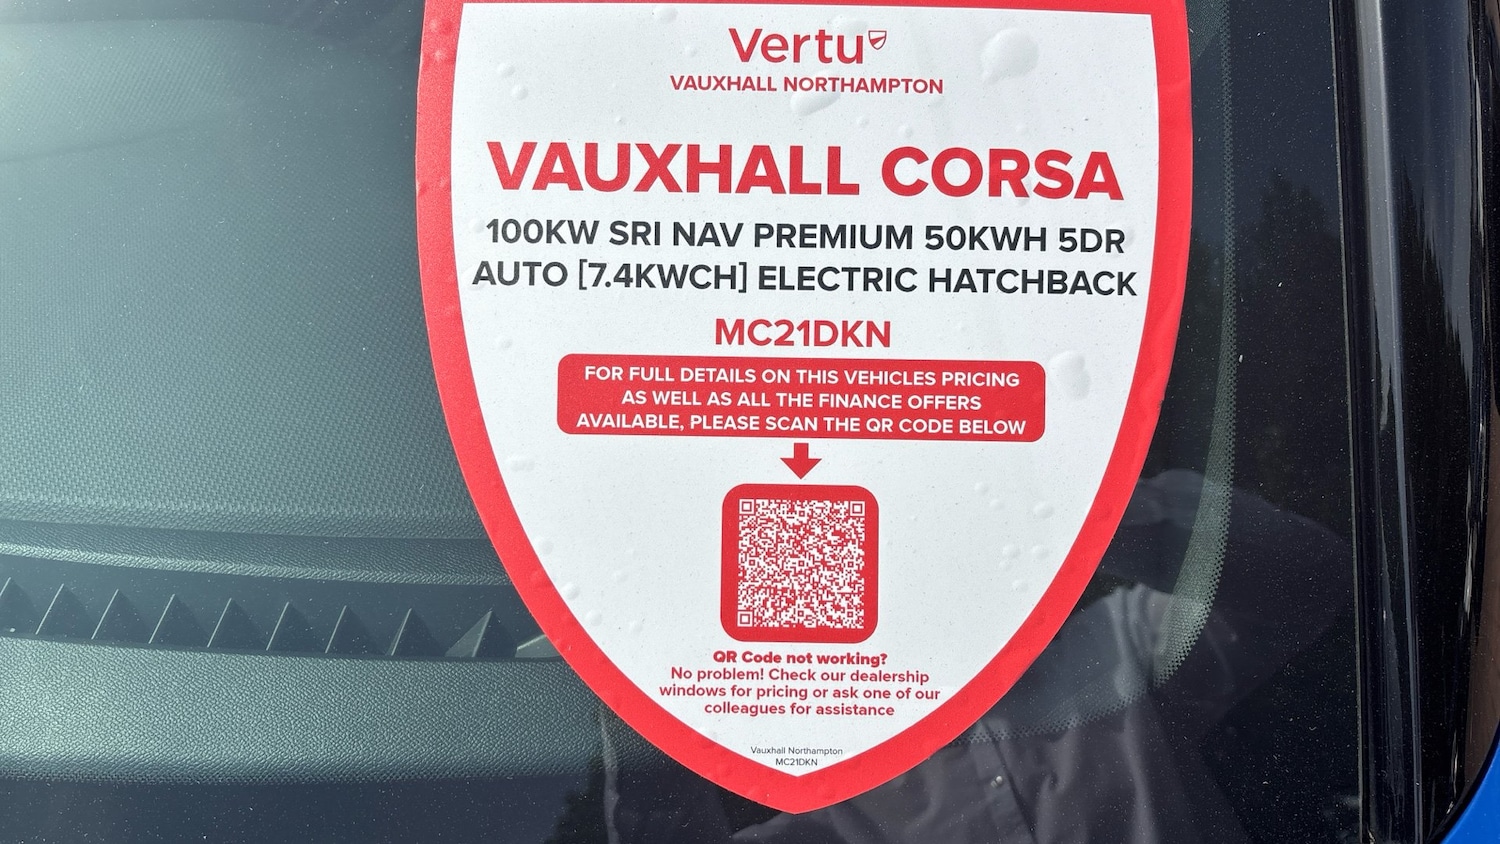 Vertu
VAUXHALL NORTHAMPTON
VAUXHALL CORSA
100KW SRI NAV PREMIUM 50KWH 5DR
AUTO [7.4KWCH] ELECTRIC HATCHBACK
MC21DKN
FOR FULL DETAILS ON THIS VEHICLES PRICING
AS WELL AS ALL THE FINANCE OFFERS
AVAILABLE, PLEASE SCAN THE QR CODE BELOW
QR Code not working?
No problem! Check our dealership
windows for pricing or ask one of our
colleagues for assistance
Vauxhall Northampton
MC21DKN